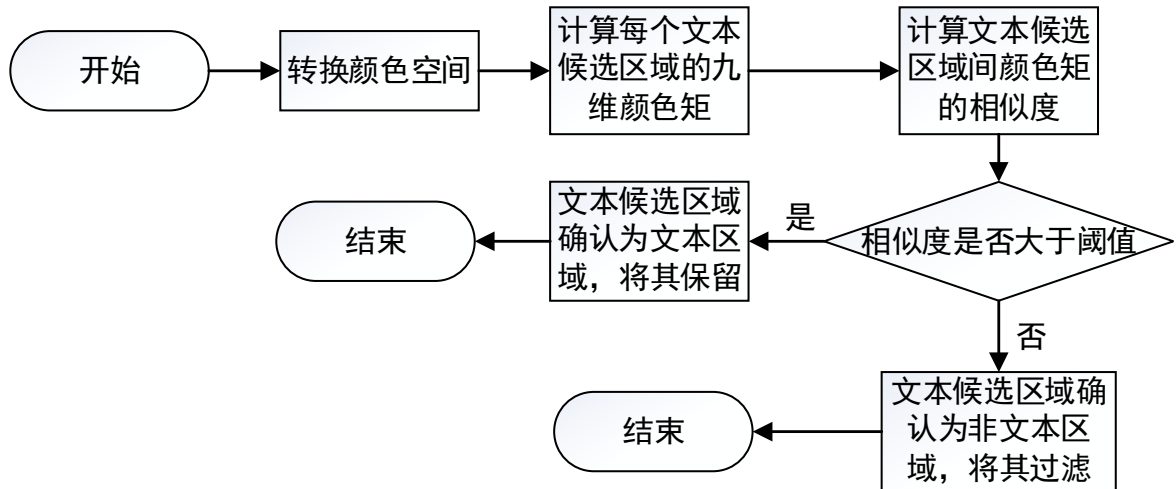 开始
转换颜色空间
计算每个文本
候选区域的九
维颜色矩
计算文本候选
区域间颜色矩
的相似度
相似度是否大于阈值
是
文本候选区域
确认为文本区
域，将其保留
结束
否
文本候选区域确
认为非文本区
域，将其过滤
结束